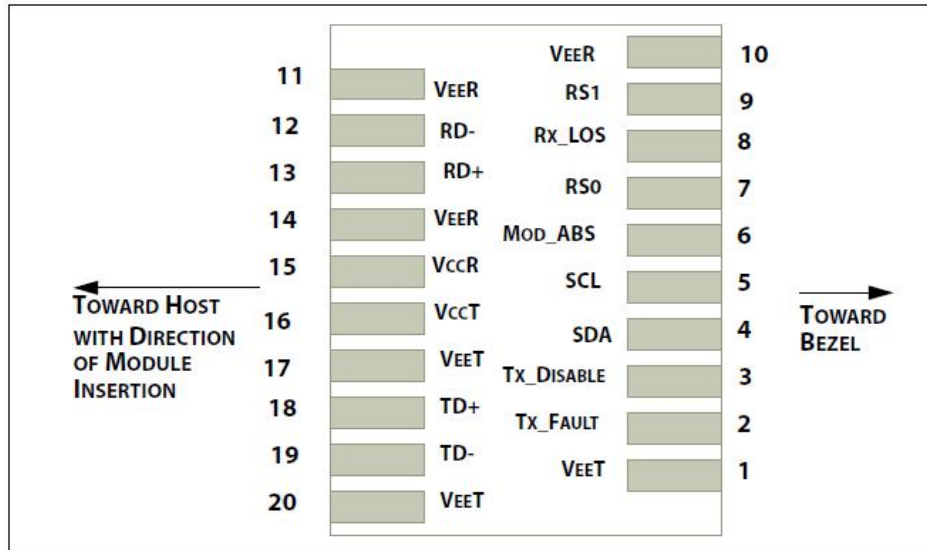 11 VEER
12 RD-
13 RD+
14 VEER
15 VCCR
16 VCCT
17 VEET
18 TD+
19 TD-
20 VEET
VEER 10
RS1 9
RX_LOS 8
RS0 7
MOD_ABS 6
SCL 5
SDA 4
TX_DISABLE 3
TX_FAULT 2
VEET 1
TOWARD HOST
WITH DIRECTION
OF MODULE
INSERTION
TOWARD
BEZEL